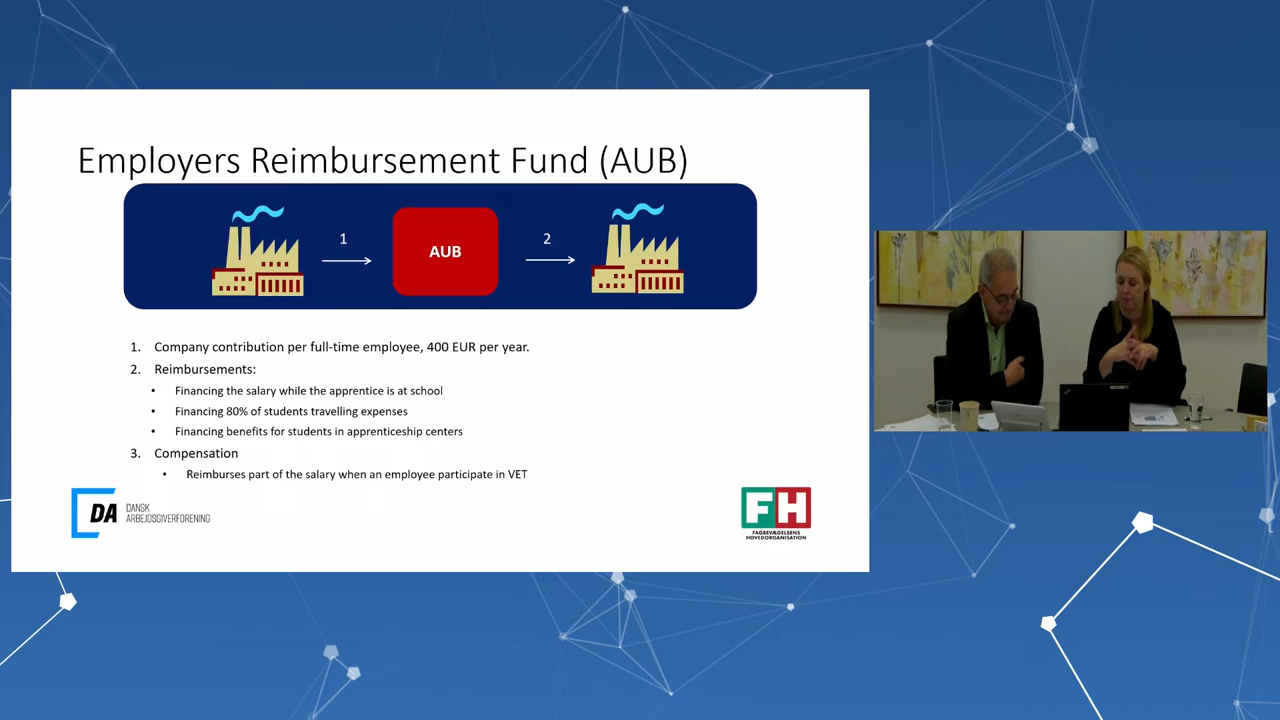 Employers Reimbursement Fund (AUB)
1
AUB
2
1. Company contribution per full-time employee, 400 EUR per year.
2. Reimbursements:
• Financing the salary while the apprentice is at school
• Financing 80% of students travelling expenses
• Financing benefits for students in apprenticeship centers
3. Compensation
• Reimburses part of the salary when an employee participate in VET
DA DANSK
ARBEJDSGIVERFORENING
FH
FAGBEVÆGELSENS
HOVEDORGANISATION